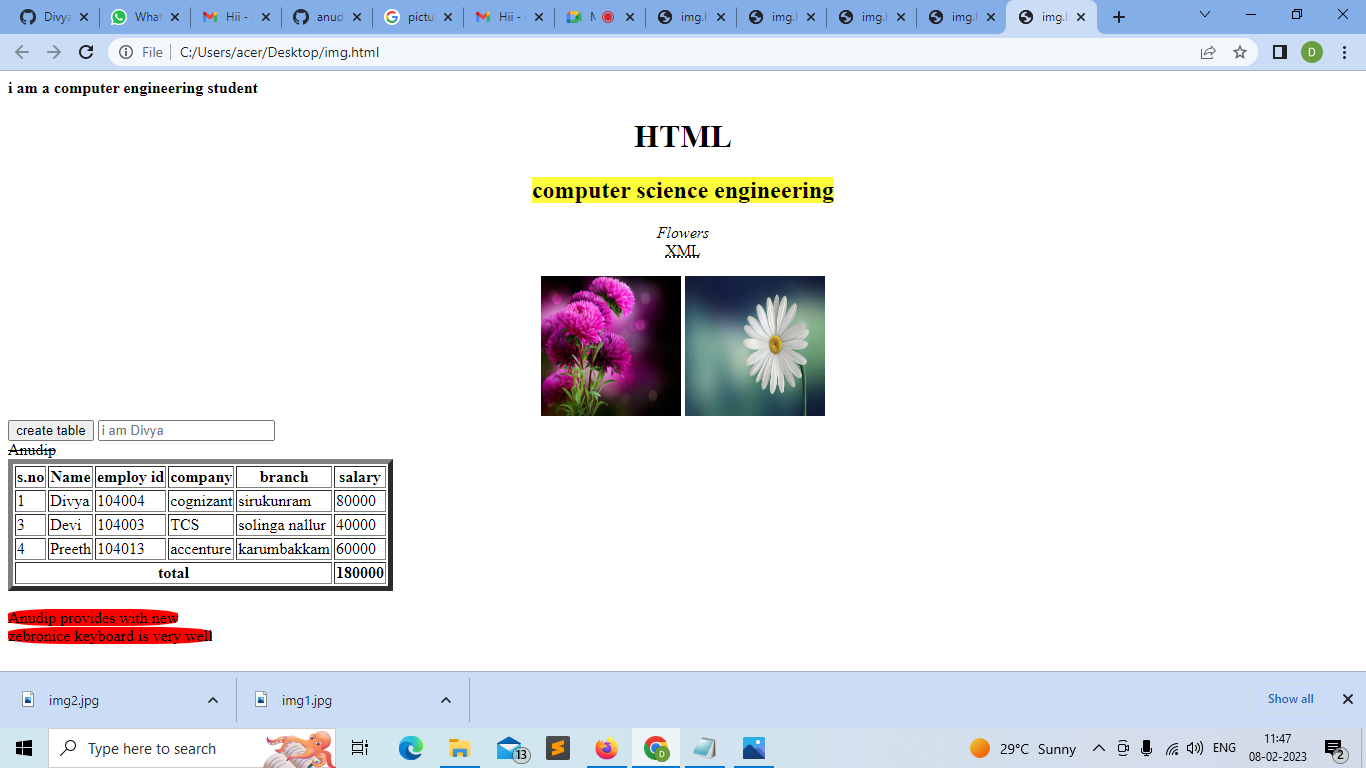 Divya
What
Hii -
anud
pictu
Hii -
M
img.l
img.l
img.l
img.l
img.l
File
C:/Users/acer/Desktop/img.html
D
i am a computer engineering student
HTML
computer science engineering
Flowers
XML
create table
i am Divya
Anudip
s.no Name employ id company branch salary
1 Divya 104004 cognizant sirukunram 80000
3 Devi 104003 TCS solinga nallur 40000
4 Preeth 104013 accenture karumbakkam 60000
total 180000
Anudip provides with new
zebronice keyboard is very well
img2.jpg
img1.jpg
Show all
Type here to search
13
D
29°C Sunny
ENG
11:47
08-02-2023
2